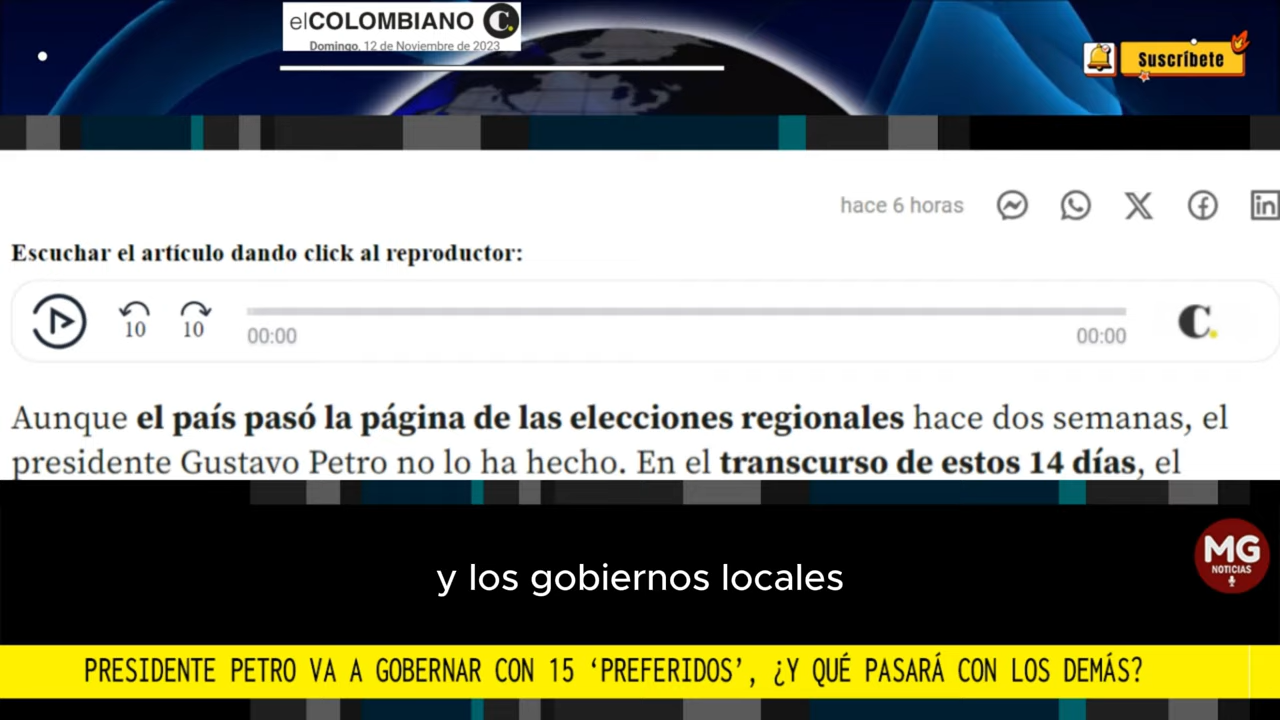 elCOLOMBIANO C.
Domingo, 12 de Noviembre de 2023
Suscríbete
hace 6 horas
in
Escuchar el artículo dando click al reproductor:
10
10
00:00
00:00
C.
Aunque el país pasó la página de las elecciones regionales hace dos semanas, el
presidente Gustavo Petro no lo ha hecho. En el transcurso de estos 14 días, el
y los gobiernos locales
MG
NOTICIAS
PRESIDENTE PETRO VA A GOBERNAR CON 15 ‘PREFERIDOS’, ¿Y QUÉ PASARÁ CON LOS DEMÁS?